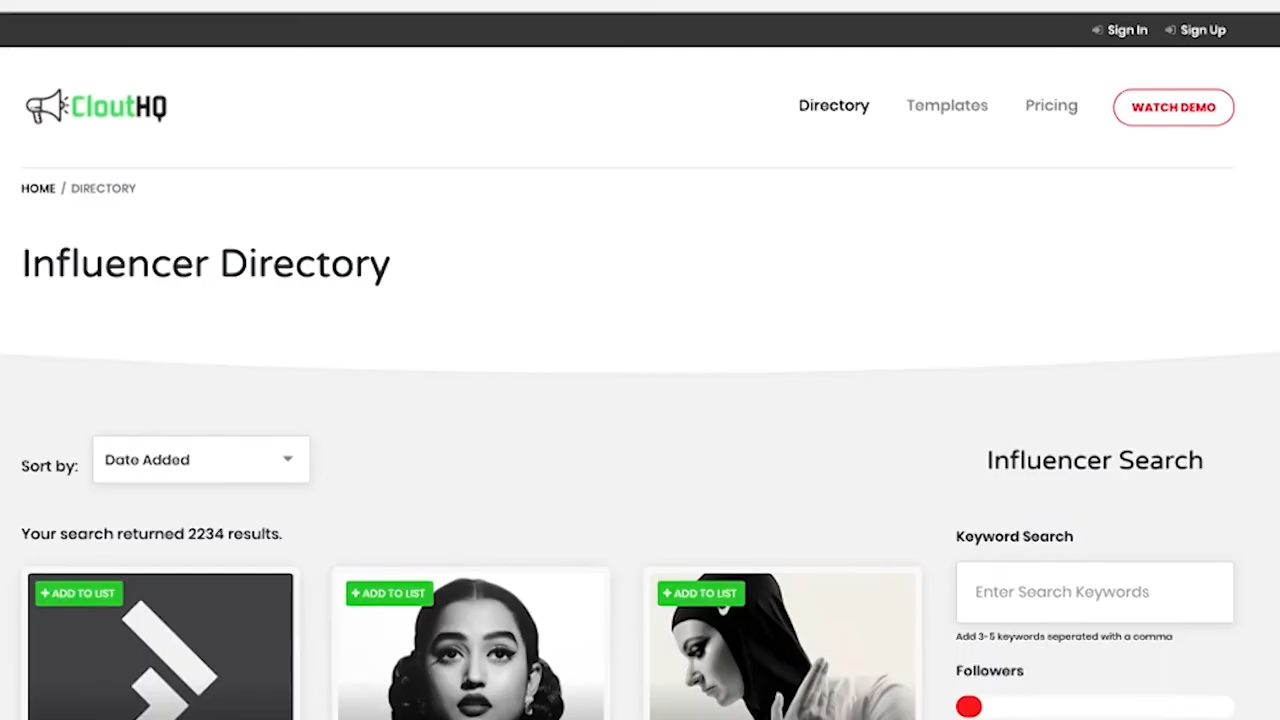 Sign In
Sign Up
CloutHQ
Directory
Templates
Pricing
WATCH DEMO
HOME / DIRECTORY
Influencer Directory
Sort by:
Date Added
Influencer Search
Your search returned 2234 results.
Keyword Search
+ ADD TO LIST
+ ADD TO LIST
+ ADD TO LIST
Enter Search Keywords
Add 3-5 keywords seperated with a comma
Followers